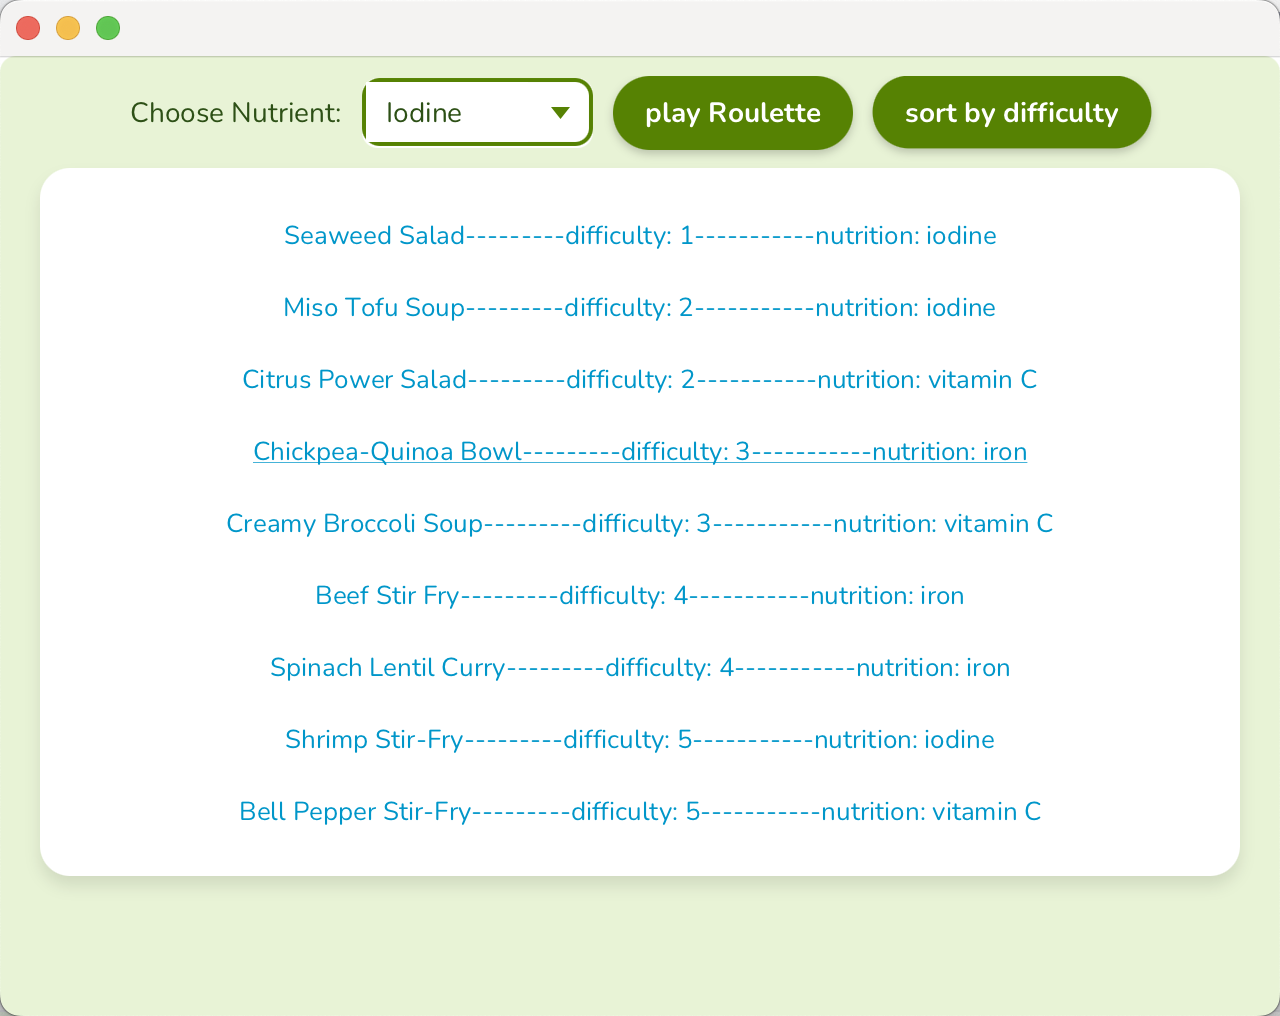 Choose Nutrient: Iodine play Roulette sort by difficulty
Seaweed Salad---------difficulty: 1-----------nutrition: iodine
Miso Tofu Soup---------difficulty: 2-----------nutrition: iodine
Citrus Power Salad---------difficulty: 2-----------nutrition: vitamin C
Chickpea-Quinoa Bowl---------difficulty: 3-----------nutrition: iron
Creamy Broccoli Soup---------difficulty: 3-----------nutrition: vitamin C
Beef Stir Fry---------difficulty: 4-----------nutrition: iron
Spinach Lentil Curry---------difficulty: 4-----------nutrition: iron
Shrimp Stir-Fry---------difficulty: 5-----------nutrition: iodine
Bell Pepper Stir-Fry---------difficulty: 5-----------nutrition: vitamin C